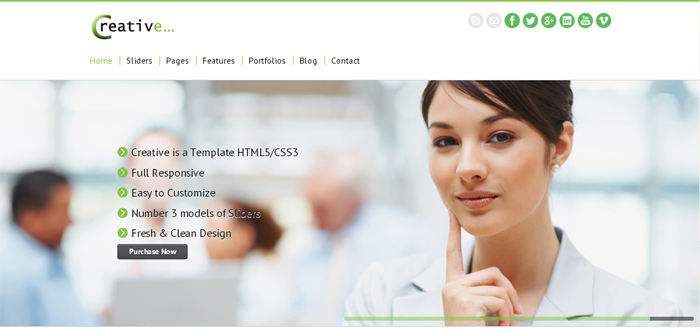 Creative...
Home
Sliders
Pages
Features
Portfolios
Blog
Contact
Creative is a Template HTML5/CSS3
Full Responsive
Easy to Customize
Number 3 models of Sliders
Fresh & Clean Design
Purchase Now